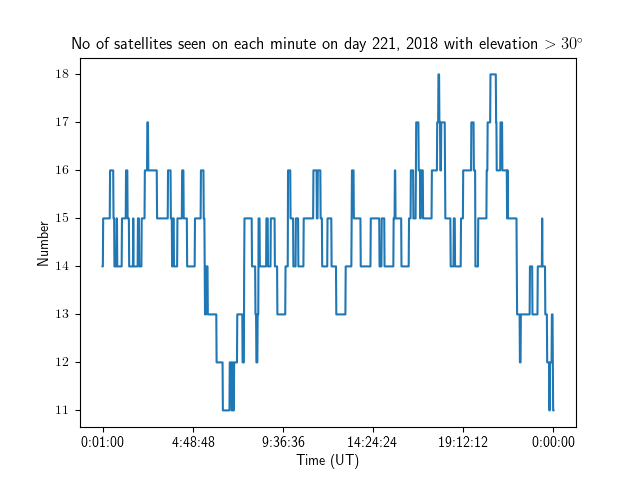 No of satellites seen on each minute on day 221, 2018 with elevation > 30°
18
17
16
15
14
13
12
11
Number
0:01:00 4:48:48 9:36:36 14:24:24 19:12:12 0:00:00
Time (UT)